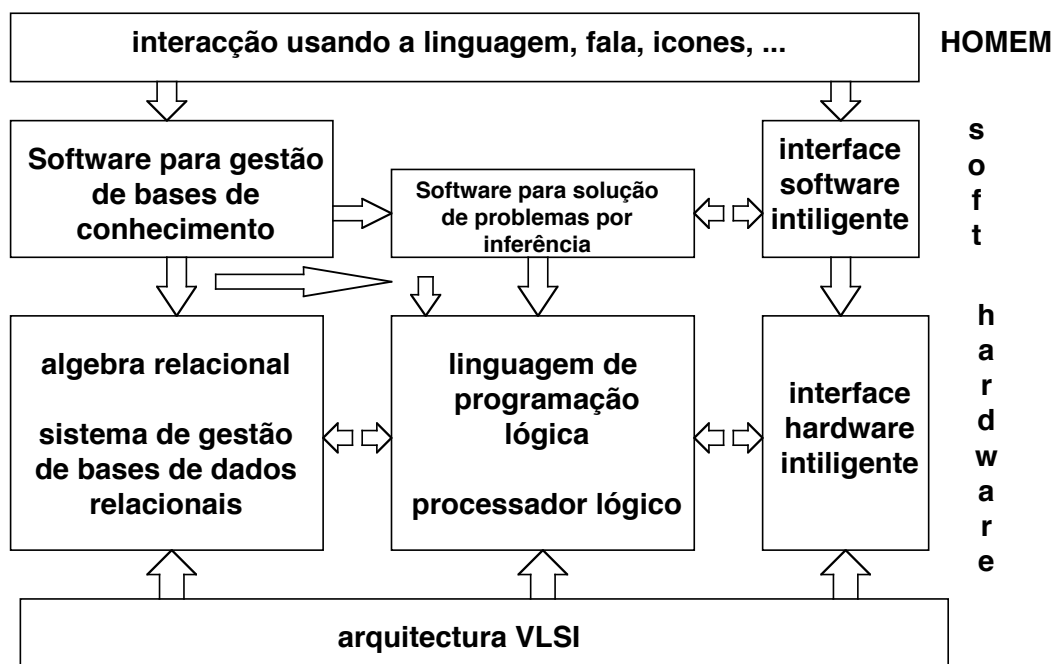 interacção usando a linguagem, fala, icones, ...
HOMEM
Software para gestão
de bases de
conhecimento
Software para solução
de problemas por
inferência
interface
software
intiligente
s
o
f
t
algebra relacional
sistema de gestão
de bases de dados
relacionais
linguagem de
programação
lógica
processador lógico
interface
hardware
intiligente
h
a
r
d
w
a
r
e
arquitectura VLSI